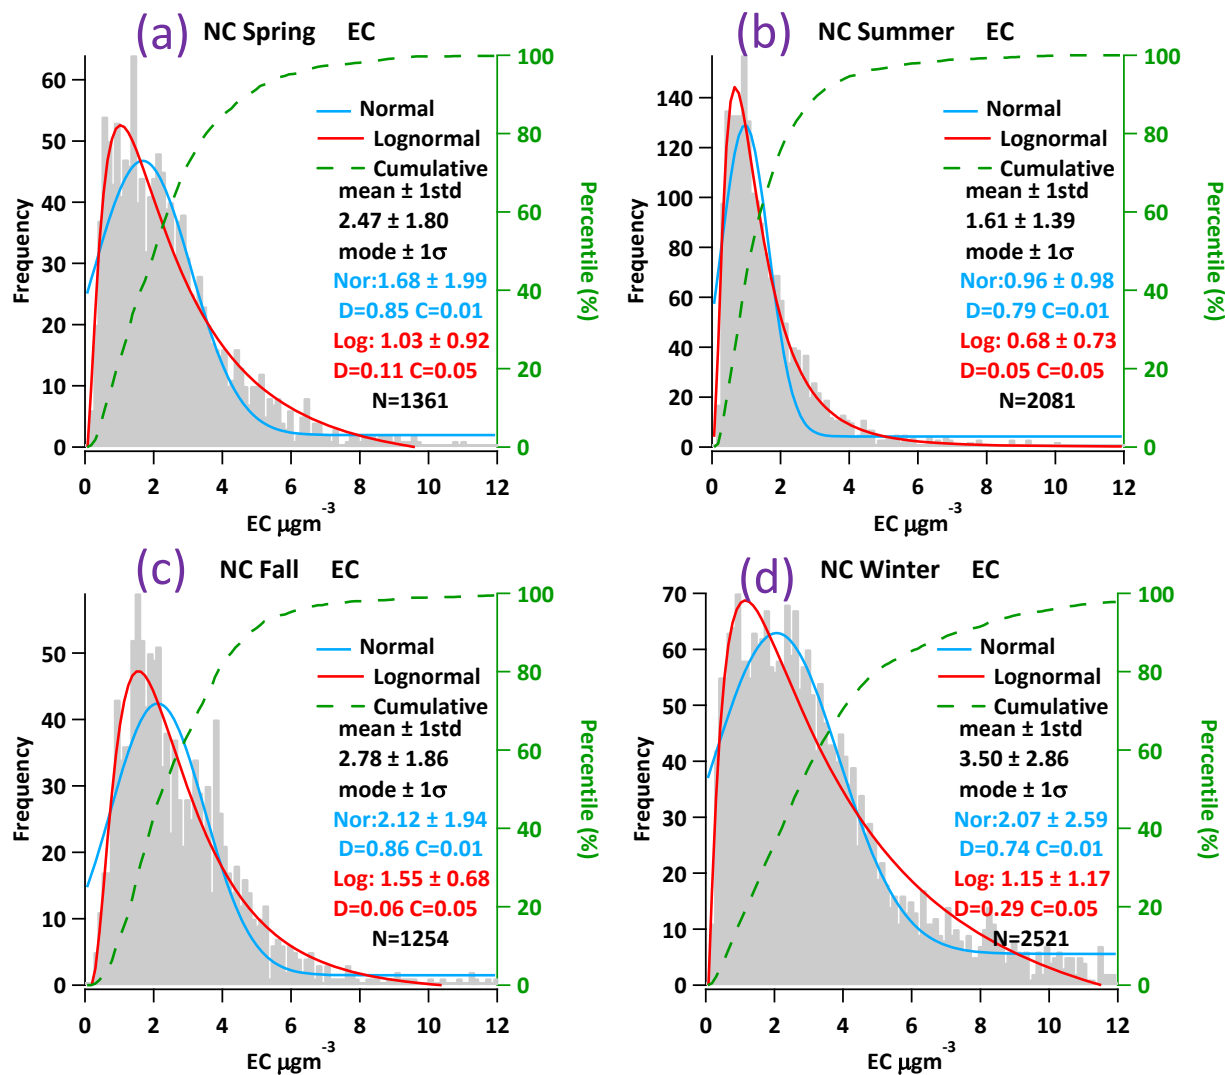 (a) NC Spring EC
60
50
40
30
20
10
0
Frequency
100
80
60
40
20
0
Percentile (%)
Normal
Lognormal
Cumulative
mean ± 1std
2.47 ± 1.80
mode ± 1σ
Nor:1.68 ± 1.99
D=0.85 C=0.01
Log: 1.03 ± 0.92
D=0.11 C=0.05
N=1361
0 2 4 6 8 10 12
EC μgm⁻³
(b) NC Summer EC
140
120
100
80
60
40
20
0
Frequency
100
80
60
40
20
0
Percentile (%)
Normal
Lognormal
Cumulative
mean ± 1std
1.61 ± 1.39
mode ± 1σ
Nor:0.96 ± 0.98
D=0.79 C=0.01
Log: 0.68 ± 0.73
D=0.05 C=0.05
N=2081
0 2 4 6 8 10 12
EC μgm⁻³
(c) NC Fall EC
50
40
30
20
10
0
Frequency
100
80
60
40
20
0
Percentile (%)
Normal
Lognormal
Cumulative
mean ± 1std
2.78 ± 1.86
mode ± 1σ
Nor:2.12 ± 1.94
D=0.86 C=0.01
Log: 1.55 ± 0.68
D=0.06 C=0.05
N=1254
0 2 4 6 8 10 12
EC μgm⁻³
(d) NC Winter EC
70
60
50
40
30
20
10
0
Frequency
100
80
60
40
20
0
Percentile (%)
Normal
Lognormal
Cumulative
mean ± 1std
3.50 ± 2.86
mode ± 1σ
Nor:2.07 ± 2.59
D=0.74 C=0.01
Log: 1.15 ± 1.17
D=0.29 C=0.05
N=2521
0 2 4 6 8 10 12
EC μgm⁻³